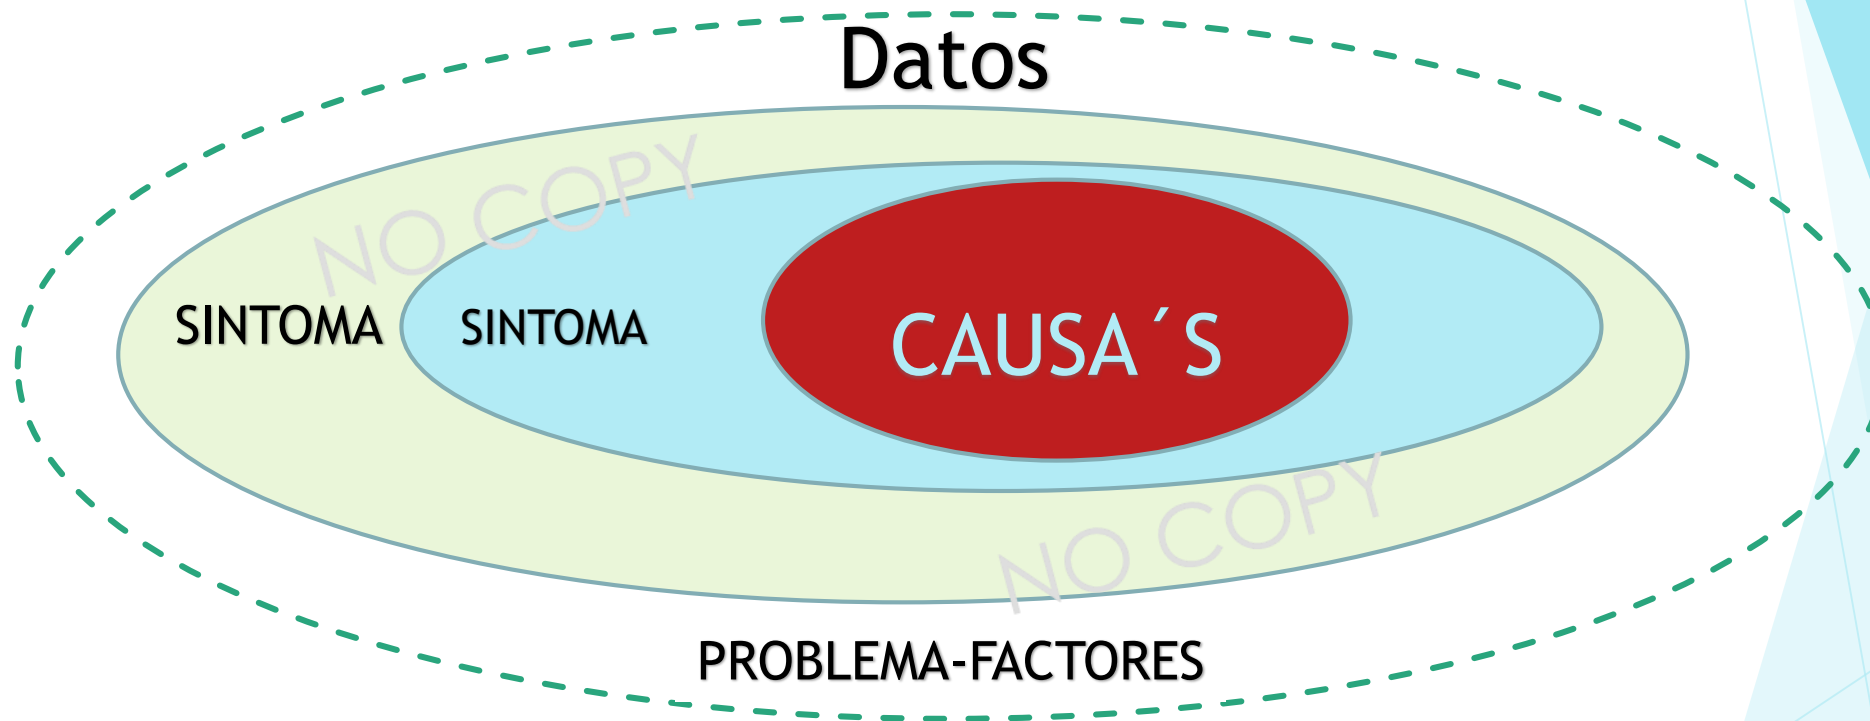 Datos
NO COPY
SINTOMA
SINTOMA
CAUSA´S
NO COPY
PROBLEMA-FACTORES